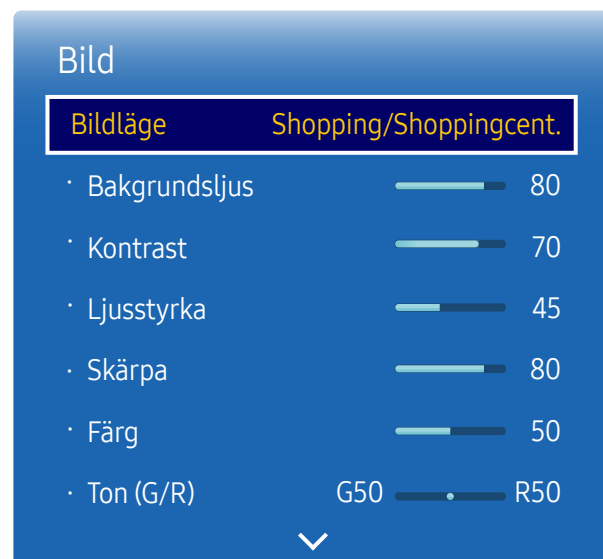 Bild
Bildläge Shopping/Shoppingcent.
· Bakgrundsljus 80
· Kontrast 70
· Ljusstyrka 45
· Skärpa 80
· Färg 50
· Ton (G/R) G50 R50